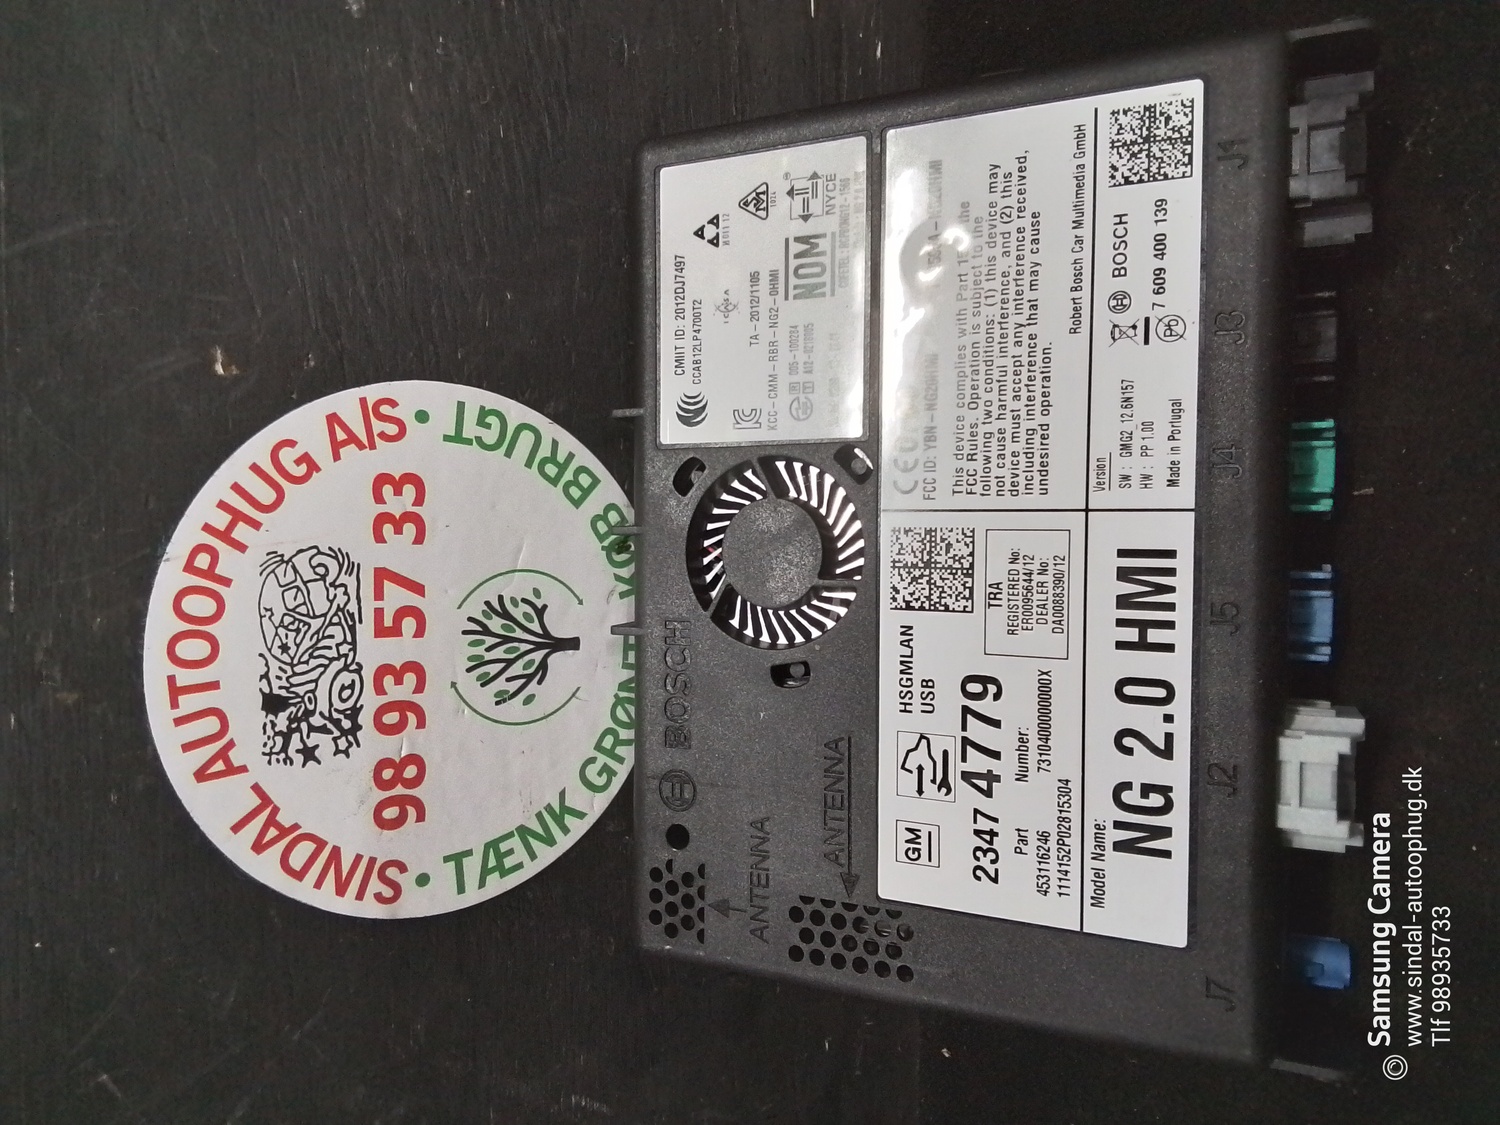 SINDAL AUTOOPHUG A/S
98 93 57 33
TÆNK GRØNT KØB BRUGT
BOSCH
ANTENNA
ANTENNA
CMIIT ID: 2012DJ7497
CCAB12LP4700T2
TA-2012/1105
KCC-CMM-RBR-NG2-0HMI
NOM
NYCE
GM
HSGMLAN
USB
2347 4779
Part Number:
453116246 7310400000000X
1114152P02815304
TRA
REGISTERED No:
ER0095644/12
DEALER No:
DA0088390/12
This device complies with Part 15 of the
FCC Rules. Operation is subject to the
following two conditions: (1) this device may
not cause harmful interference, and (2) this
device must accept any interference received,
including interference that may cause
undesired operation.
Robert Bosch Car Multimedia GmbH
Model Name:
NG 2.0 HMI
Version
SW : GMG2_12.6N157
HW : PP 1.00
Made in Portugal
BOSCH
Pb
7 609 400 139
J7
J2
J5
J4
J3
J1
© Samsung Camera
www.sindal-autoophug.dk
Tlf 98935733